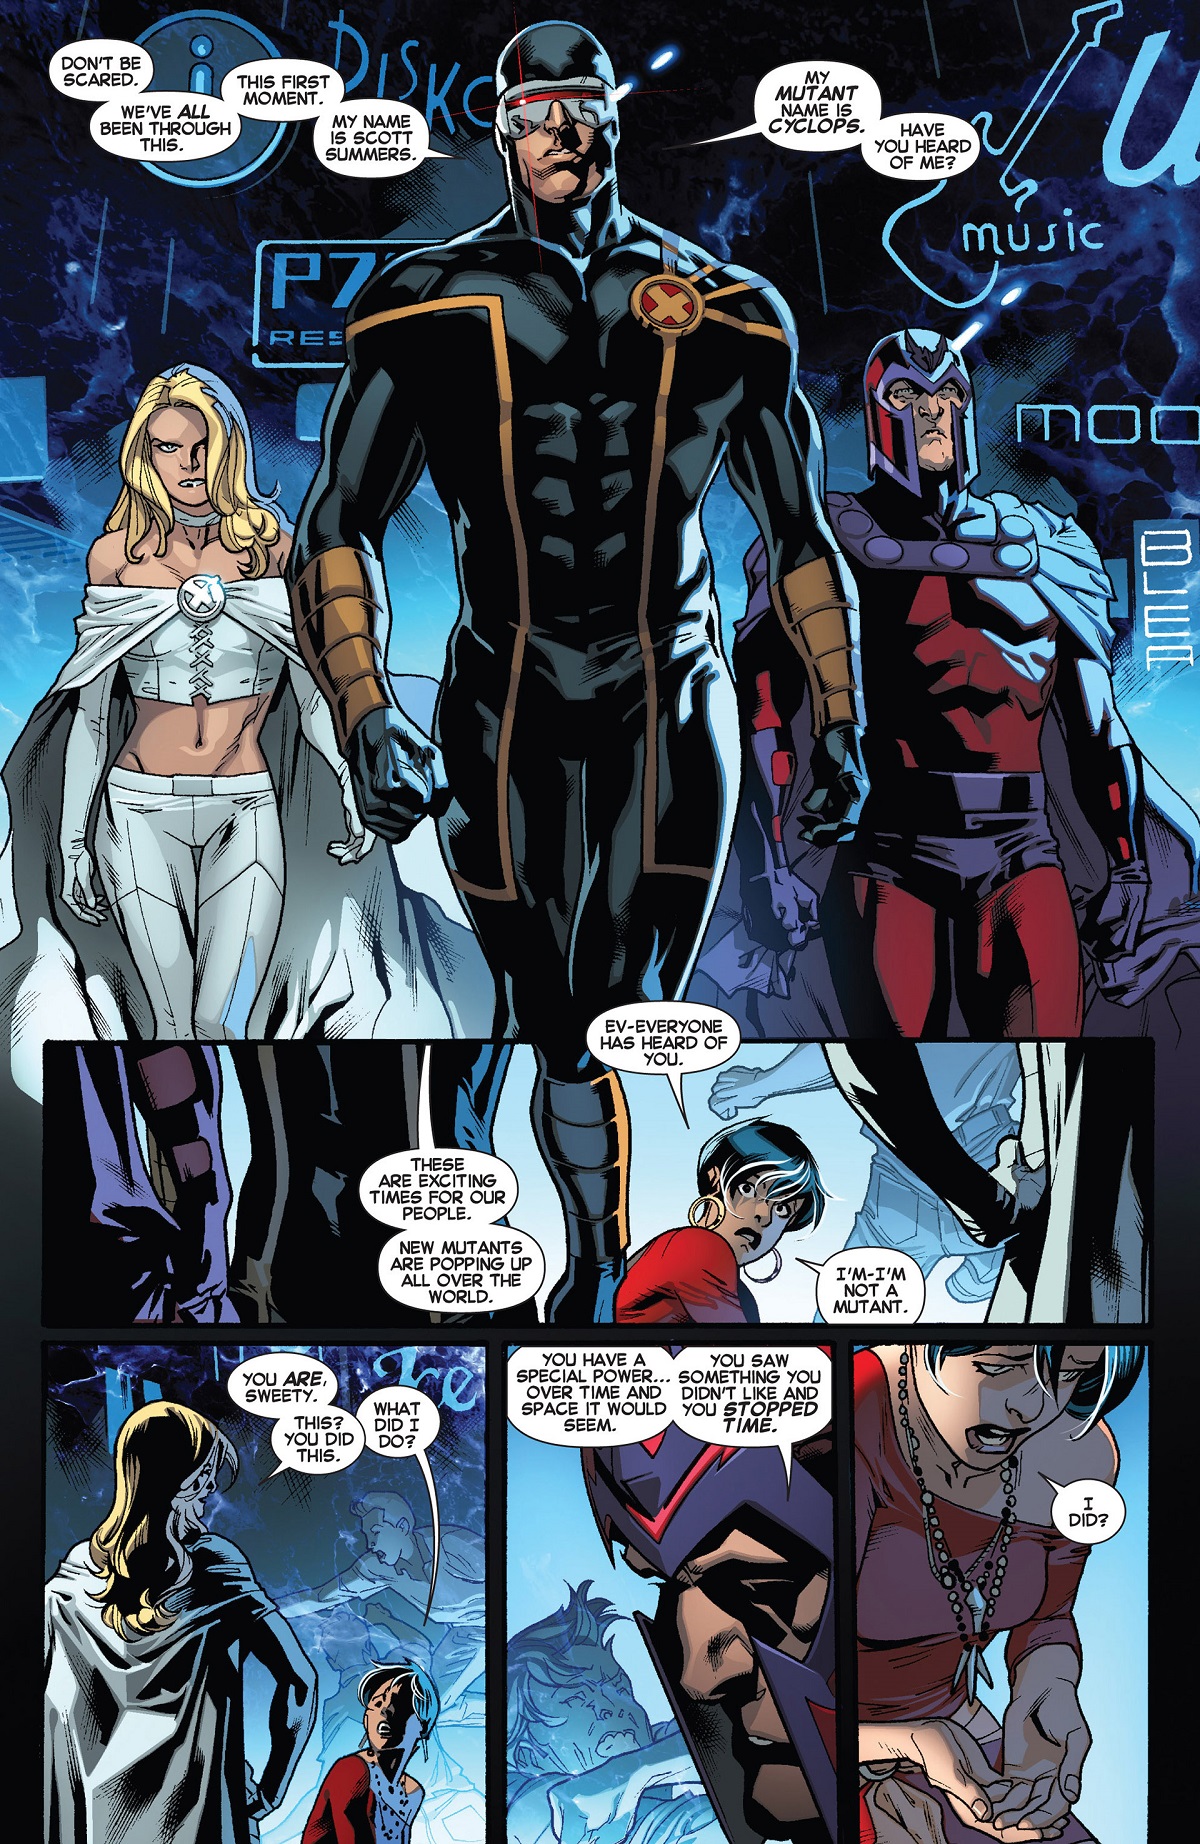 DON'T BE
SCARED.
WE'VE ALL
BEEN THROUGH
THIS.
THIS FIRST
MOMENT.
MY NAME
IS SCOTT
SUMMERS.
MY
MUTANT
NAME IS
CYCLOPS.
HAVE
YOU HEARD
OF ME?
i
DISKO
music
P7
RES
MOO
EV-EVERYONE
HAS HEARD OF
YOU.
THESE
ARE EXCITING
TIMES FOR OUR
PEOPLE.
NEW MUTANTS
ARE POPPING UP
ALL OVER THE
WORLD.
I'M-I'M
NOT A
MUTANT.
YOU ARE,
SWEETY.
THIS?
YOU DID
THIS.
WHAT
DID I
DO?
YOU HAVE A
SPECIAL POWER...
OVER TIME AND
SPACE IT WOULD
SEEM.
YOU SAW
SOMETHING YOU
DIDN'T LIKE AND
YOU STOPPED
TIME.
I
DID?